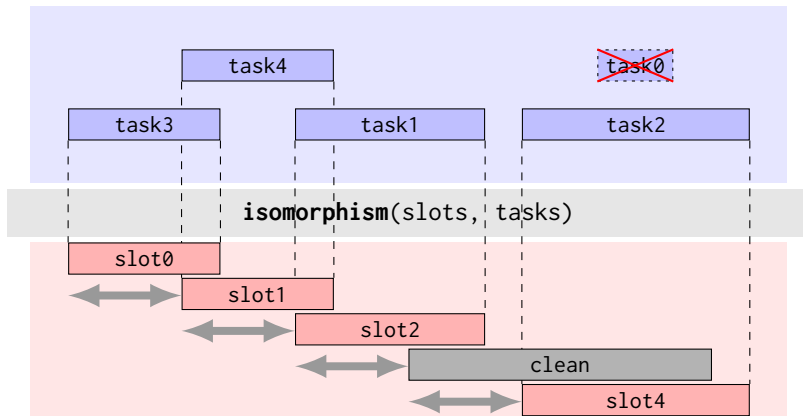 task4
task0
task3
task1
task2
isomorphism(slots, tasks)
slot0
slot1
slot2
clean
slot4